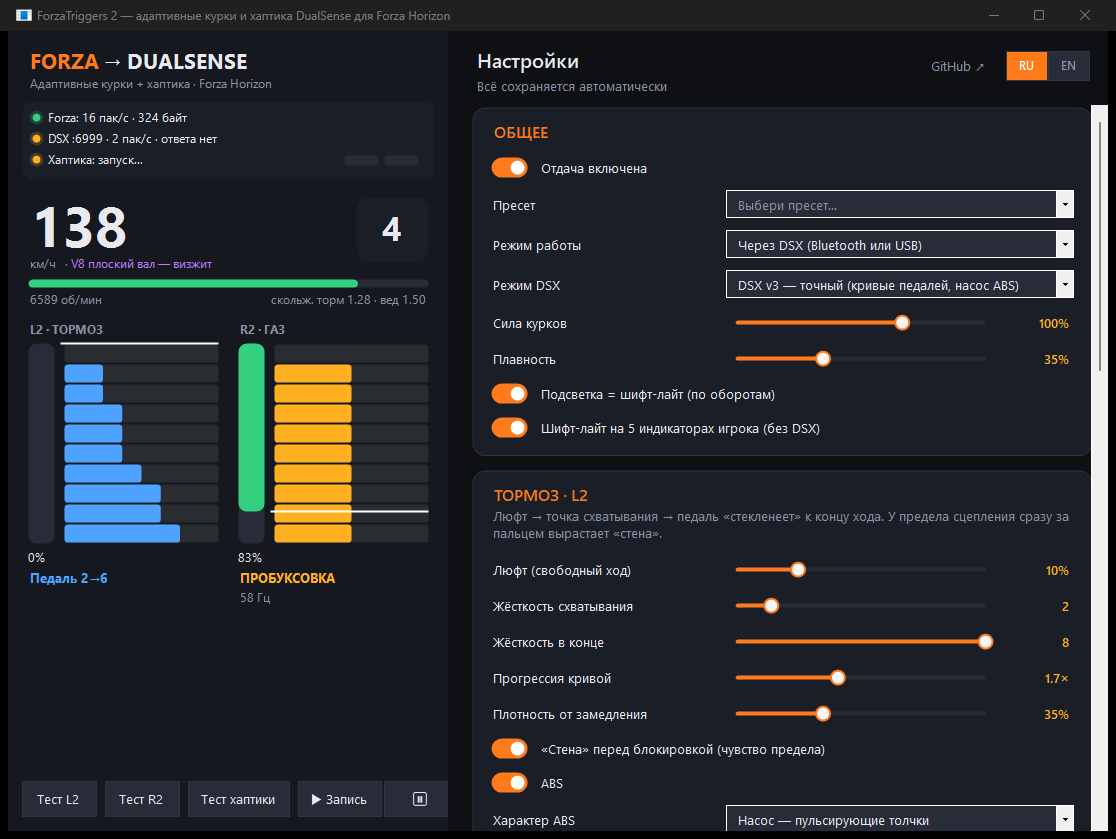 ForzaTriggers 2 — адаптивные курки и хаптика DualSense для Forza Horizon
FORZA → DUALSENSE
Адаптивные курки + хаптика · Forza Horizon
Forza: 16 пак/с · 324 байт
DSX :6999 · 2 пак/с · ответа нет
Хаптика: запуск...
138
4
км/ч · V8 плоский вал — визжит
6589 об/мин
скольж. торм 1.28 · вед 1.50
L2 · ТОРМОЗ
R2 · ГАЗ
0%
83%
Педаль 2→6
ПРОБУКСОВКА
58 Гц
Тест L2
Тест R2
Тест хаптики
▶ Запись
Настройки
Всё сохраняется автоматически
GitHub ↗
RU
EN
ОБЩЕЕ
Отдача включена
Пресет
Выбери пресет...
Режим работы
Через DSX (Bluetooth или USB)
Режим DSX
DSX v3 — точный (кривые педалей, насос ABS)
Сила курков
100%
Плавность
35%
Подсветка = шифт-лайт (по оборотам)
Шифт-лайт на 5 индикаторах игрока (без DSX)
ТОРМОЗ · L2
Люфт → точка схватывания → педаль «стекленеет» к концу хода. У предела сцепления сразу за
пальцем вырастает «стена».
Люфт (свободный ход)
10%
Жёсткость схватывания
2
Жёсткость в конце
8
Прогрессия кривой
1.7×
Плотность от замедления
35%
«Стена» перед блокировкой (чувство предела)
ABS
Характер ABS
Насос — пульсирующие толчки